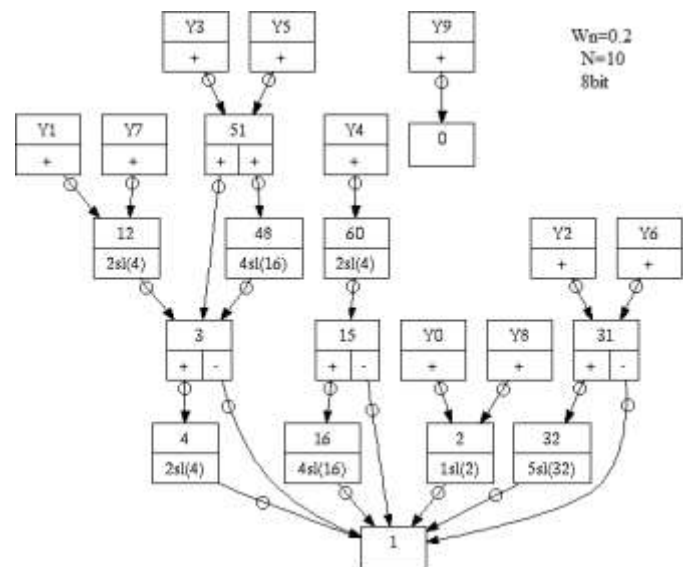 Y3 Y5 Y9 Wn=0.2
+ + + N=10
8bit
Y1 Y7 51 Y4 0
+ + + + +
12 48 60 Y2 Y6
2sl(4) 4sl(16) 2sl(4) + +
3 15 Y0 Y8 31
+ - + - + + + -
4 16 2 32
2sl(4) 4sl(16) 1sl(2) 5sl(32)
1